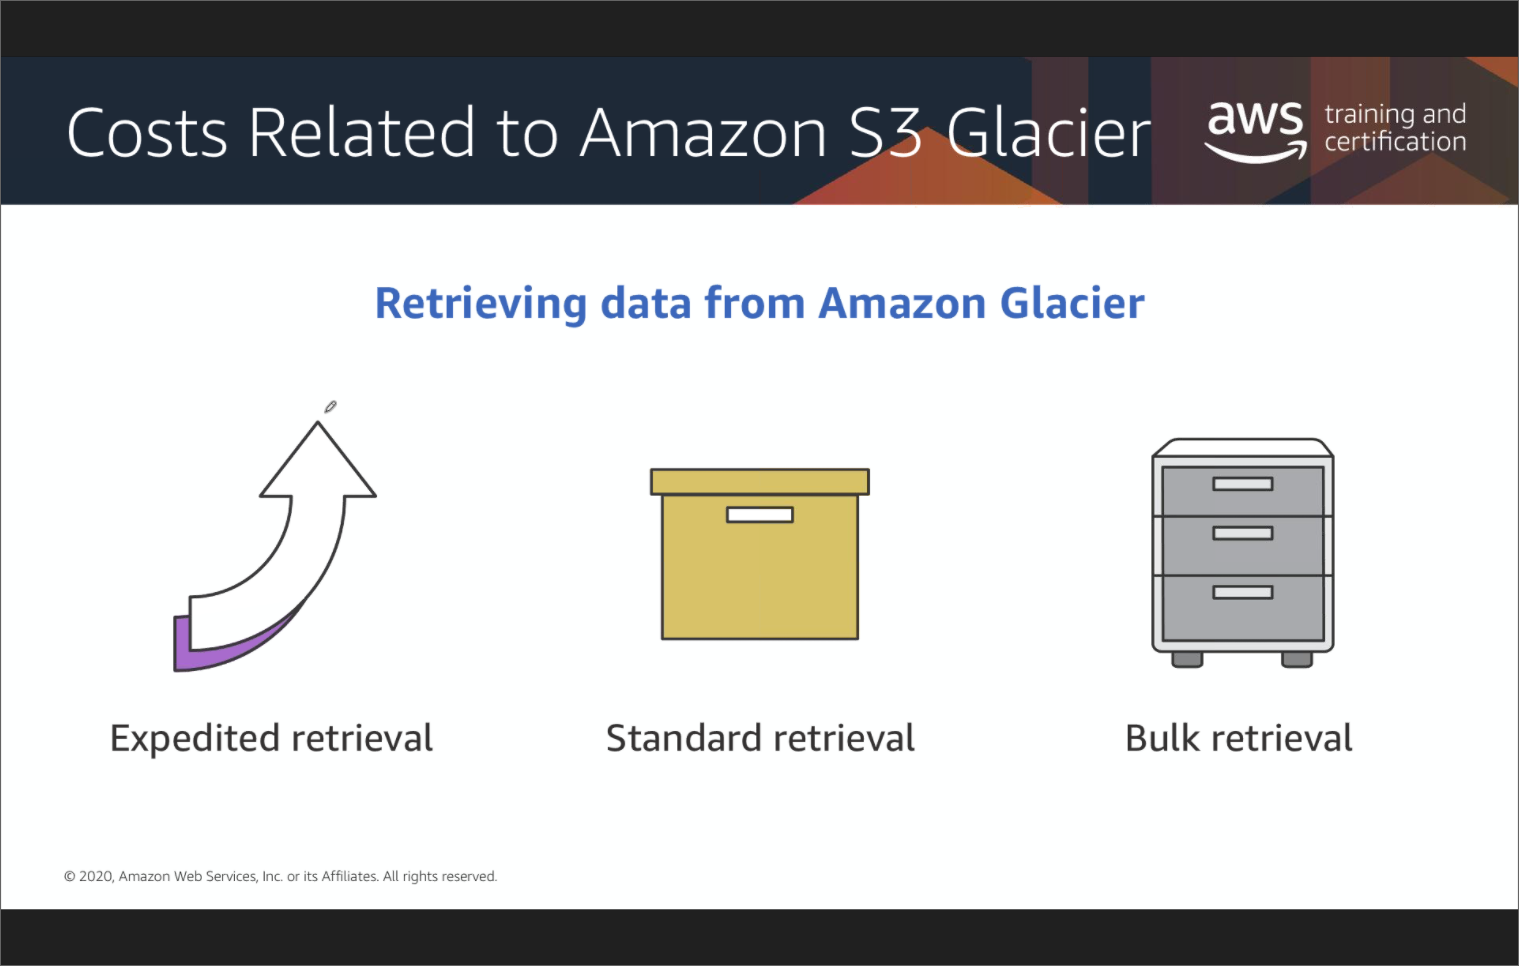 Costs Related to Amazon S3 Glacier
aws
training and
certification
Retrieving data from Amazon Glacier
Expedited retrieval
Standard retrieval
Bulk retrieval
© 2020, Amazon Web Services, Inc. or its Affiliates. All rights reserved.